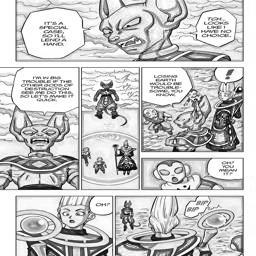 IT'S A
SPECIAL
CASE,
SO I'LL
LEND A
HAND.
TCH...
LOOKS
LIKE I
HAVE NO
CHOICE.
I'M IN BIG
TROUBLE IF THE
OTHER GODS OF
DESTRUCTION
SEE ME DO THIS,
SO LET'S MAKE IT
QUICK.
LOSING
EARTH
WOULD BE
TROUBLE-
SOME, YOU
KNOW.
!
OH?
YOU
MEAN
IT?
OH?
BIP
BIP